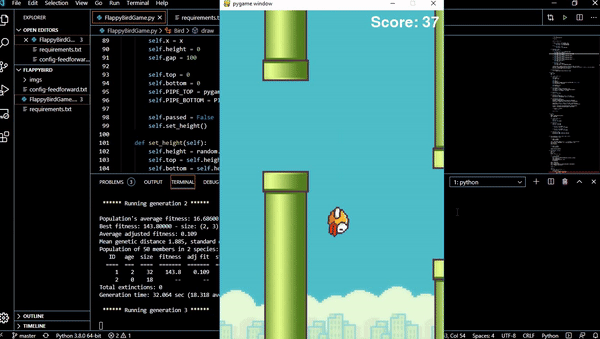 pygame window
Score: 37
File Edit Selection View Go Run
EXPLORER
OPEN EDITORS
FlappyBirdGame.... 3
requirements.txt
config-feedforwar...
FLAPPYBIRD
imgs
config-feedforward.txt
FlappyBirdGame.... 3
requirements.txt
OUTLINE
TIMELINE
FlappyBirdGame.py
requirements.txt
FlappyBirdGame.py > Bird > draw
89 self.x = x
90 self.height = 0
91 self.gap = 100
92
93 self.top = 0
94 self.bottom = 0
95 self.PIPE_TOP = pygam
96 self.PIPE_BOTTOM = PI
97
98 self.passed = False
99 self.set_height()
100
101 def set_height(self):
102 self.height = random.
103 self.top = self.heigh
104 self.bottom = self.he
PROBLEMS 3 OUTPUT TERMINAL
1: python
****** Running generation 2 ******
Population's average fitness: 16.68600
Best fitness: 143.80000 - size: (2, 3)
Average adjusted fitness: 0.109
Mean genetic distance 1.885, standard
Population of 50 members in 2 species:
ID age size fitness adj fit s
==== === ==== ======= =======
1 2 32 143.8 0.109
2 0 18 -- --
Total extinctions: 0
Generation time: 32.064 sec (18.318 av
****** Running generation 3 ******
master Python 3.8.0 64-bit 2 1
Col 54 Spaces: 4 UTF-8 CRLF Python